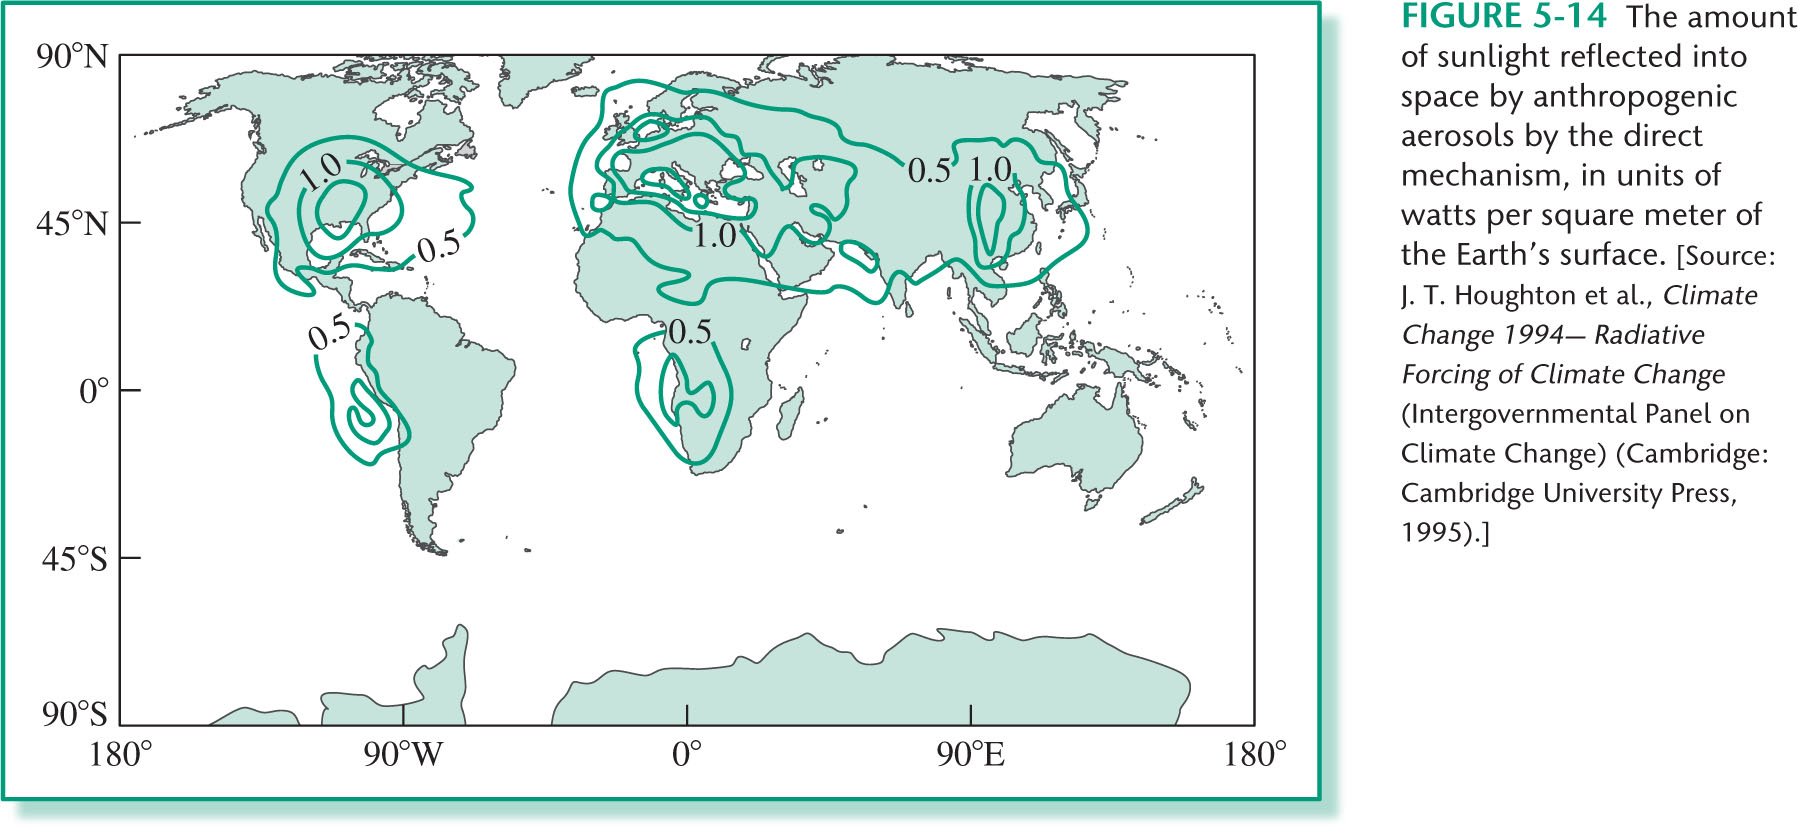 90°N
45°N
0°
45°S
90°S
180°
90°W
0°
90°E
180°
1.0
0.5
0.5
1.0
0.5
0.5
1.0
0.5
FIGURE 5-14 The amount
of sunlight reflected into
space by anthropogenic
aerosols by the direct
mechanism, in units of
watts per square meter of
the Earth’s surface. [Source:
J. T. Houghton et al., Climate
Change 1994— Radiative
Forcing of Climate Change
(Intergovernmental Panel on
Climate Change) (Cambridge:
Cambridge University Press,
1995).]